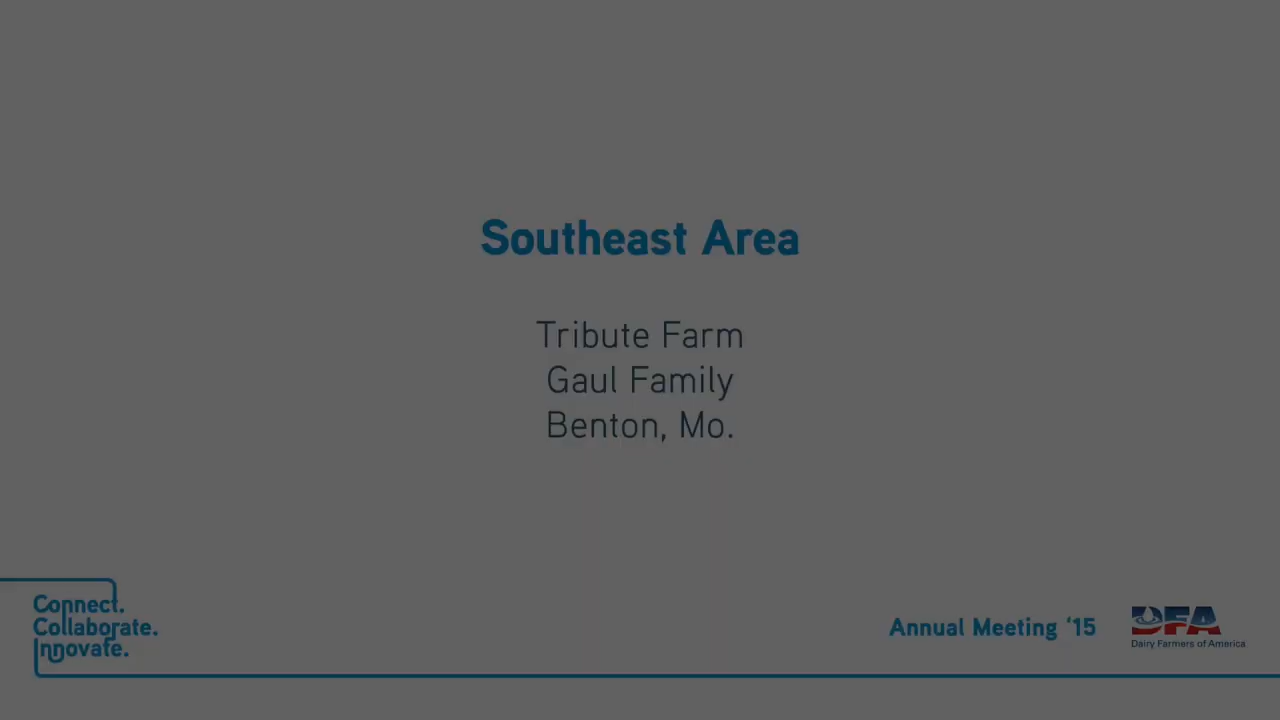 Southeast Area
Tribute Farm
Gaul Family
Benton, Mo.
Connect.
Collaborate.
Innovate.
Annual Meeting ‘15
DFA
Dairy Farmers of America